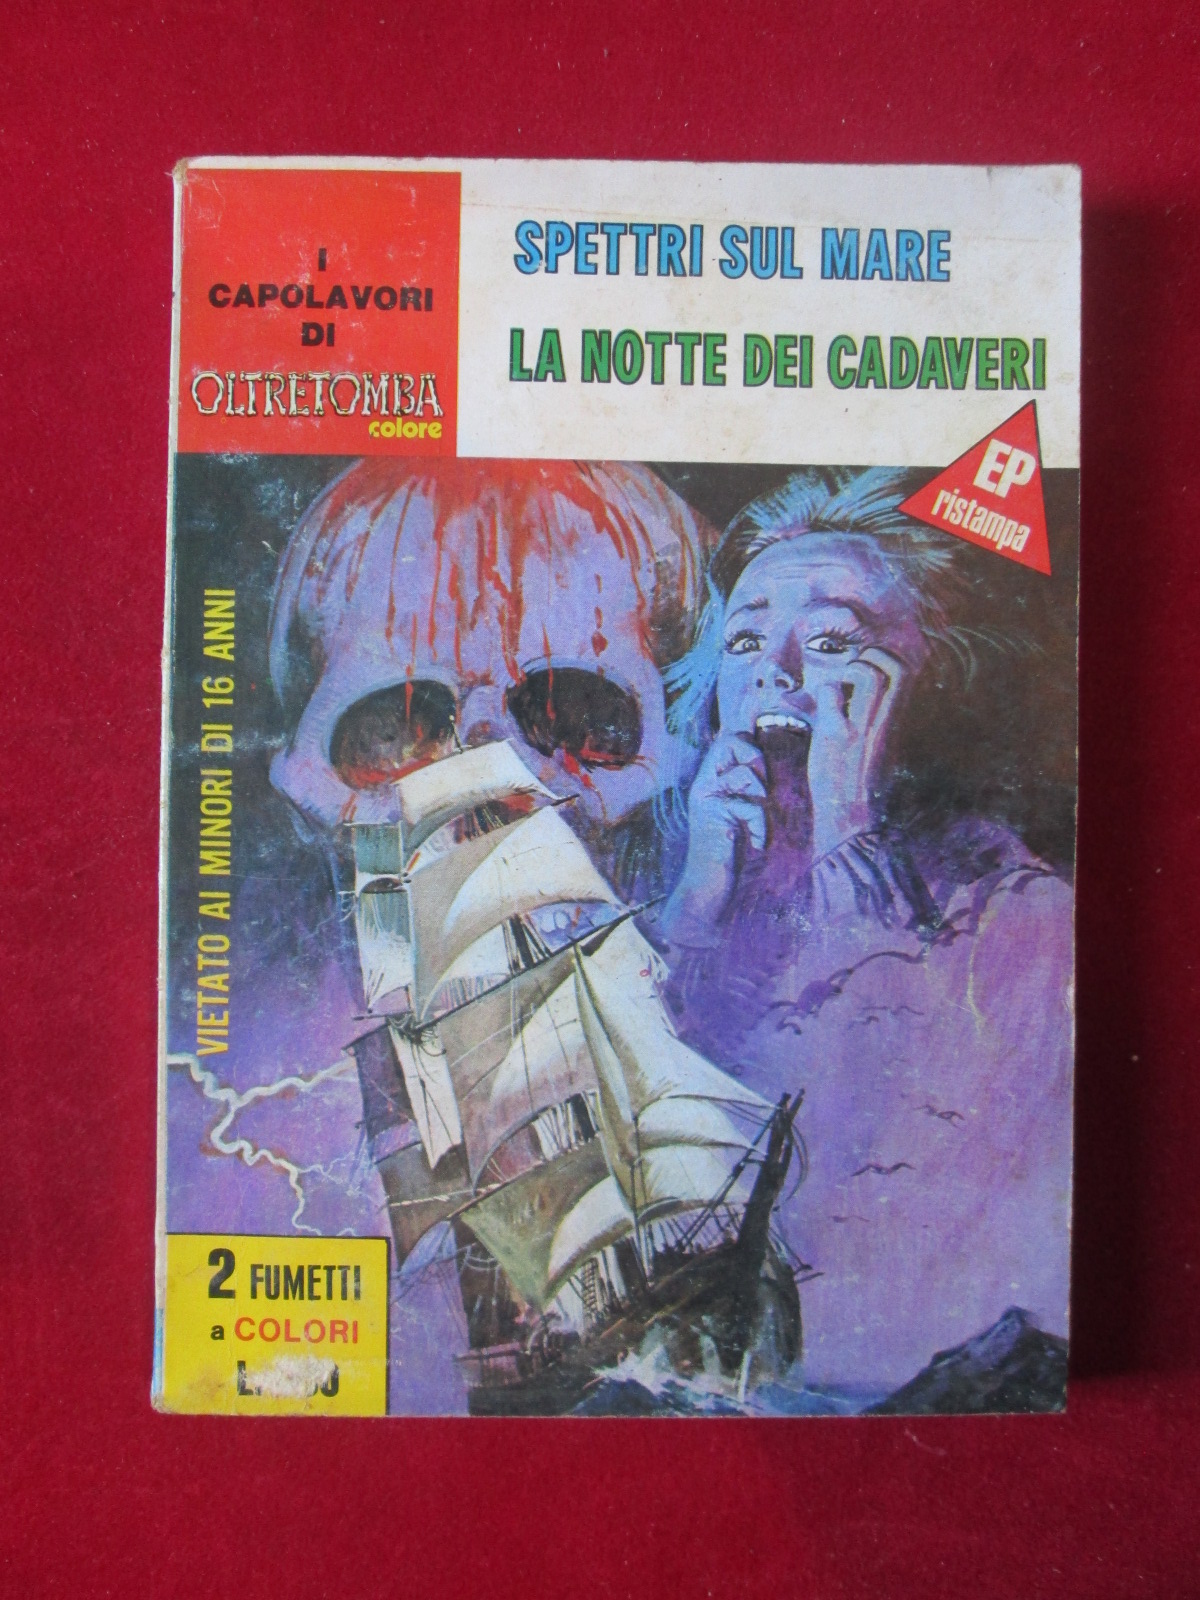 I
CAPOLAVORI
DI
OLTRETOMBA
colore
SPETTRI SUL MARE
LA NOTTE DEI CADAVERI
EP
ristampa
VIETATO AI MINORI DI 16 ANNI
2 FUMETTI
a COLORI